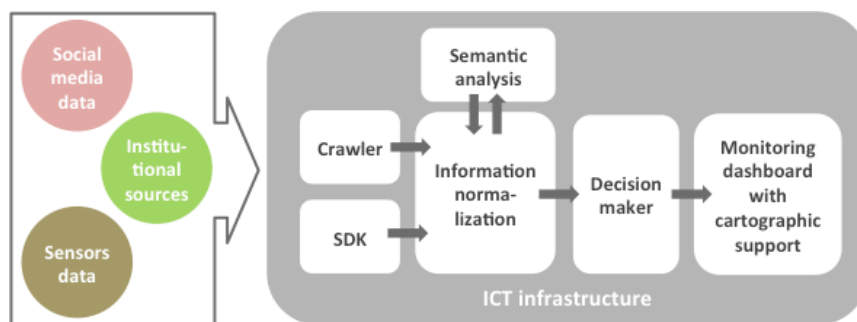 Social
media
data
Institu-
tional
sources
Sensors
data
Semantic
analysis
Crawler
SDK
Information
norma-
lization
Decision
maker
Monitoring
dashboard
with
cartographic
support
ICT infrastructure